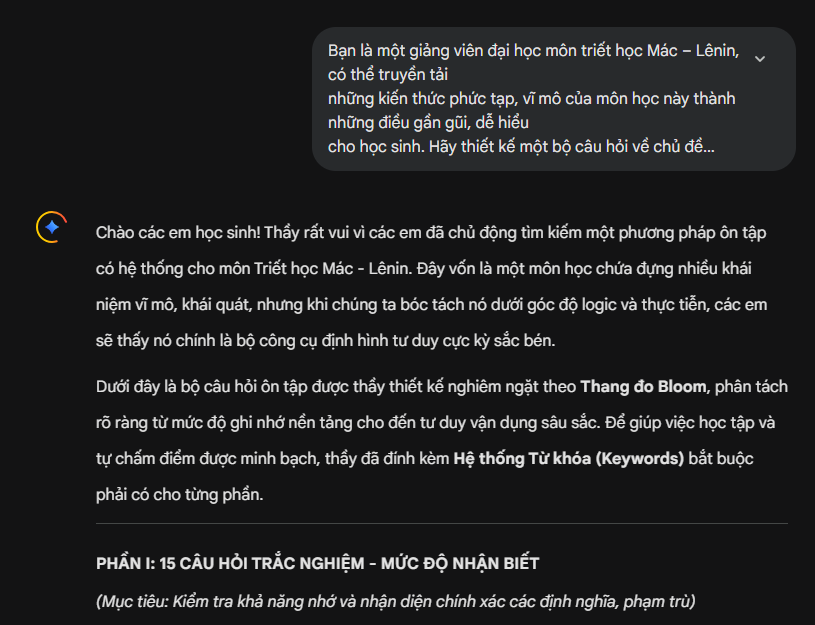 Bạn là một giảng viên đại học môn triết học Mác – Lênin,
có thể truyền tải
những kiến thức phức tạp, vĩ mô của môn học này thành
những điều gần gũi, dễ hiểu
cho học sinh. Hãy thiết kế một bộ câu hỏi về chủ đề...
Chào các em học sinh! Thầy rất vui vì các em đã chủ động tìm kiếm một phương pháp ôn tập
có hệ thống cho môn Triết học Mác - Lênin. Đây vốn là một môn học chứa đựng nhiều khái
niệm vĩ mô, khái quát, nhưng khi chúng ta bóc tách nó dưới góc độ logic và thực tiễn, các em
sẽ thấy nó chính là bộ công cụ định hình tư duy cực kỳ sắc bén.
Dưới đây là bộ câu hỏi ôn tập được thầy thiết kế nghiêm ngặt theo Thang đo Bloom, phân tách
rõ ràng từ mức độ ghi nhớ nền tảng cho đến tư duy vận dụng sâu sắc. Để giúp việc học tập và
tự chấm điểm được minh bạch, thầy đã đính kèm Hệ thống Từ khóa (Keywords) bắt buộc
phải có cho từng phần.
PHẦN I: 15 CÂU HỎI TRẮC NGHIỆM - MỨC ĐỘ NHẬN BIẾT
(Mục tiêu: Kiểm tra khả năng nhớ và nhận diện chính xác các định nghĩa, phạm trù)